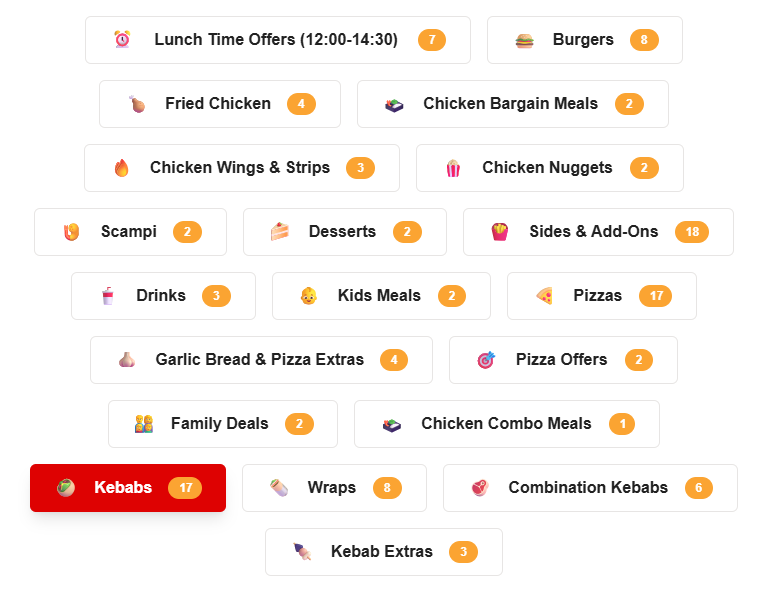 Lunch Time Offers (12:00-14:30) 7 Burgers 8
Fried Chicken 4 Chicken Bargain Meals 2
Chicken Wings & Strips 3 Chicken Nuggets 2
Scampi 2 Desserts 2 Sides & Add-Ons 18
Drinks 3 Kids Meals 2 Pizzas 17
Garlic Bread & Pizza Extras 4 Pizza Offers 2
Family Deals 2 Chicken Combo Meals 1
Kebabs 17 Wraps 8 Combination Kebabs 6
Kebab Extras 3